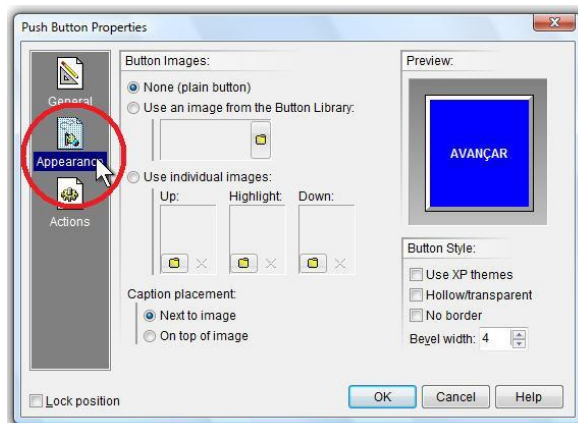 Push Button Properties
General
Appearance
Actions
Button Images:
None (plain button)
Use an image from the Button Library:
Use individual images:
Up: Highlight: Down:
Caption placement:
Next to image
On top of image
Preview:
AVANÇAR
Button Style:
Use XP themes
Hollow/transparent
No border
Bevel width: 4
Lock position
OK Cancel Help